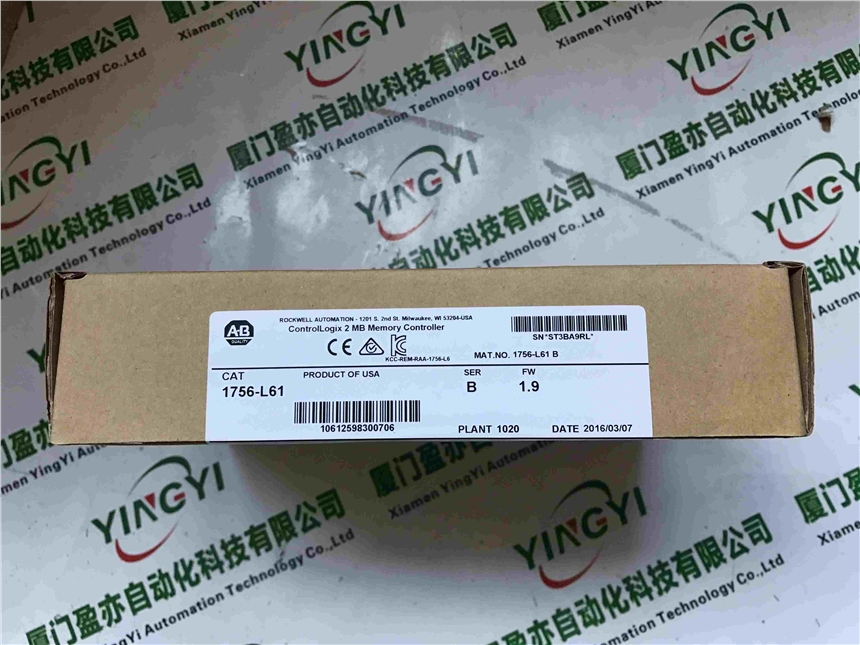 厦门盈亦自动化科技有限公司
Xiamen YingYi Automation Technology Co.,Ltd
YINGYI
ROCKWELL AUTOMATION - 1201 S. 2nd St. Milwaukee, WI 53204-USA
ControlLogix 2 MB Memory Controller
A-B
QUALITY
KCC-REM-RAA-1756-L6
SN*ST3BA9RL*
MAT.NO. 1756-L61 B
CAT
PRODUCT OF USA
SER
FW
1756-L61
B
1.9
10612598300706
PLANT 1020
DATE 2016/03/07